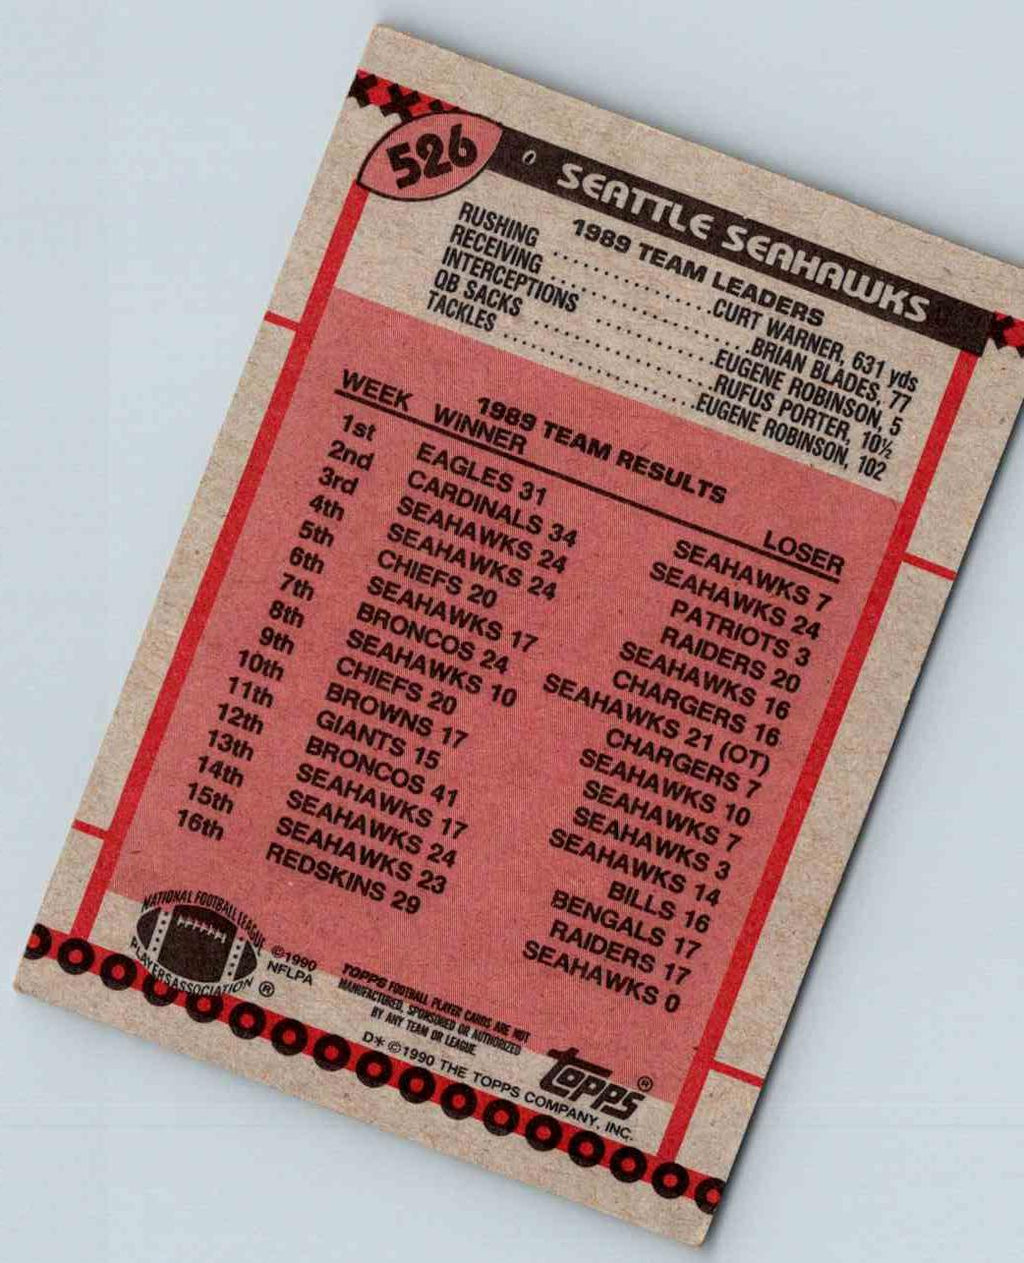 526 SEATTLE SEAHAWKS
1989 TEAM LEADERS
RUSHING ................ CURT WARNER, 631 yds
RECEIVING ................ BRIAN BLADES, 77
INTERCEPTIONS ................ EUGENE ROBINSON, 5
QB SACKS ................ RUFUS PORTER, 10½
TACKLES ................ EUGENE ROBINSON, 102
1989 TEAM RESULTS
WEEK WINNER LOSER
1st EAGLES 31 SEAHAWKS 7
2nd CARDINALS 34 SEAHAWKS 24
3rd SEAHAWKS 24 PATRIOTS 3
4th SEAHAWKS 24 RAIDERS 20
5th CHIEFS 20 SEAHAWKS 16
6th SEAHAWKS 17 CHARGERS 16
7th BRONCOS 24 SEAHAWKS 21 (OT)
8th SEAHAWKS 10 CHARGERS 7
9th CHIEFS 20 SEAHAWKS 10
10th BROWNS 17 SEAHAWKS 7
11th GIANTS 15 SEAHAWKS 3
12th BRONCOS 41 SEAHAWKS 14
13th SEAHAWKS 17 BILLS 16
14th SEAHAWKS 24 BENGALS 17
15th SEAHAWKS 23 RAIDERS 17
16th REDSKINS 29 SEAHAWKS 0
NATIONAL FOOTBALL LEAGUE
PLAYERS ASSOCIATION ®
©1990
NFLPA
TOPPS FOOTBALL PLAYER CARDS ARE NOT
MANUFACTURED, SPONSORED OR AUTHORIZED
BY ANY TEAM OR LEAGUE
topps ®
D* ©1990 THE TOPPS COMPANY, INC.